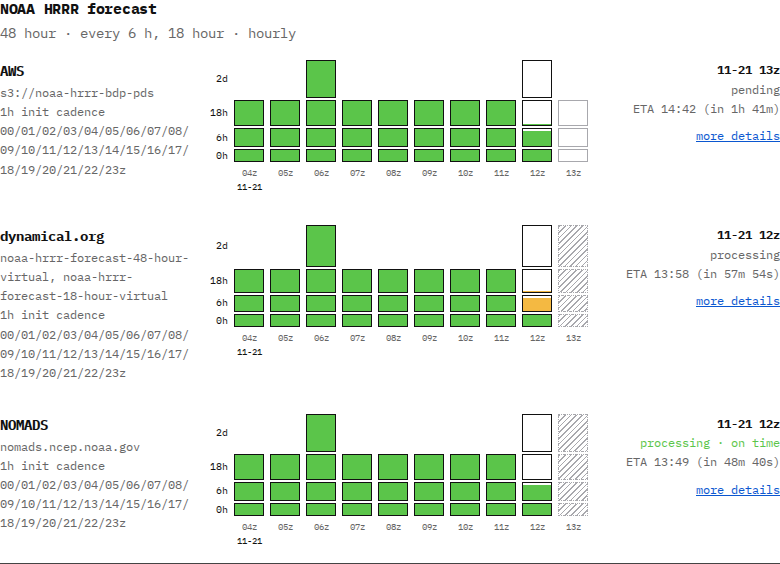 NOAA HRRR forecast
48 hour · every 6 h, 18 hour · hourly
AWS
s3://noaa-hrrr-bdp-pds
1h init cadence
00/01/02/03/04/05/06/07/08/
09/10/11/12/13/14/15/16/17/
18/19/20/21/22/23z
2d
18h
6h
0h
04z 05z 06z 07z 08z 09z 10z 11z 12z 13z
11-21
11-21 13z
pending
ETA 14:42 (in 1h 41m)
more details
dynamical.org
noaa-hrrr-forecast-48-hour-
virtual, noaa-hrrr-
forecast-18-hour-virtual
1h init cadence
00/01/02/03/04/05/06/07/08/
09/10/11/12/13/14/15/16/17/
18/19/20/21/22/23z
2d
18h
6h
0h
04z 05z 06z 07z 08z 09z 10z 11z 12z 13z
11-21
11-21 12z
processing
ETA 13:58 (in 57m 54s)
more details
NOMADS
nomads.ncep.noaa.gov
1h init cadence
00/01/02/03/04/05/06/07/08/
09/10/11/12/13/14/15/16/17/
18/19/20/21/22/23z
2d
18h
6h
0h
04z 05z 06z 07z 08z 09z 10z 11z 12z 13z
11-21
11-21 12z
processing · on time
ETA 13:49 (in 48m 40s)
more details